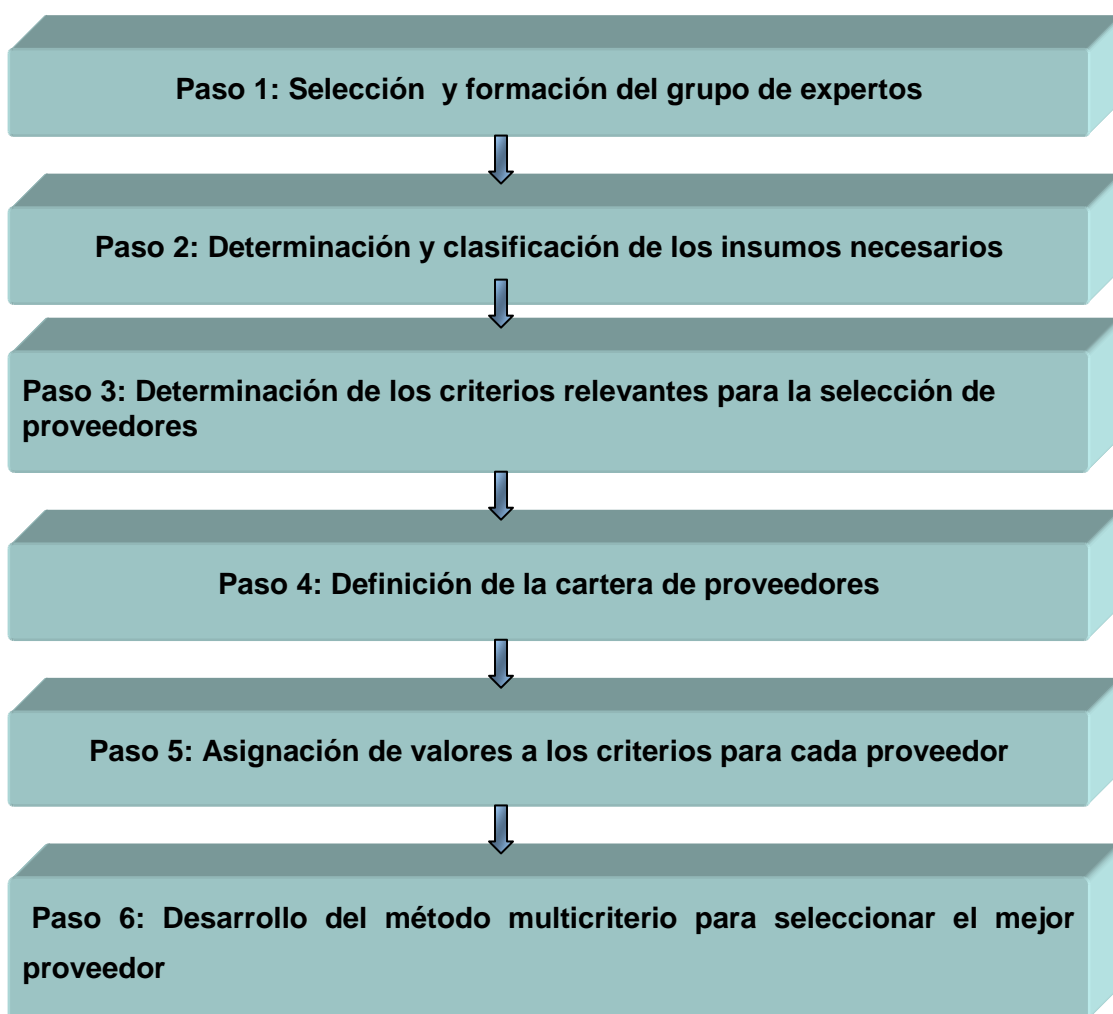 Paso 1: Selección y formación del grupo de expertos
Paso 2: Determinación y clasificación de los insumos necesarios
Paso 3: Determinación de los criterios relevantes para la selección de
proveedores
Paso 4: Definición de la cartera de proveedores
Paso 5: Asignación de valores a los criterios para cada proveedor
Paso 6: Desarrollo del método multicriterio para seleccionar el mejor
proveedor